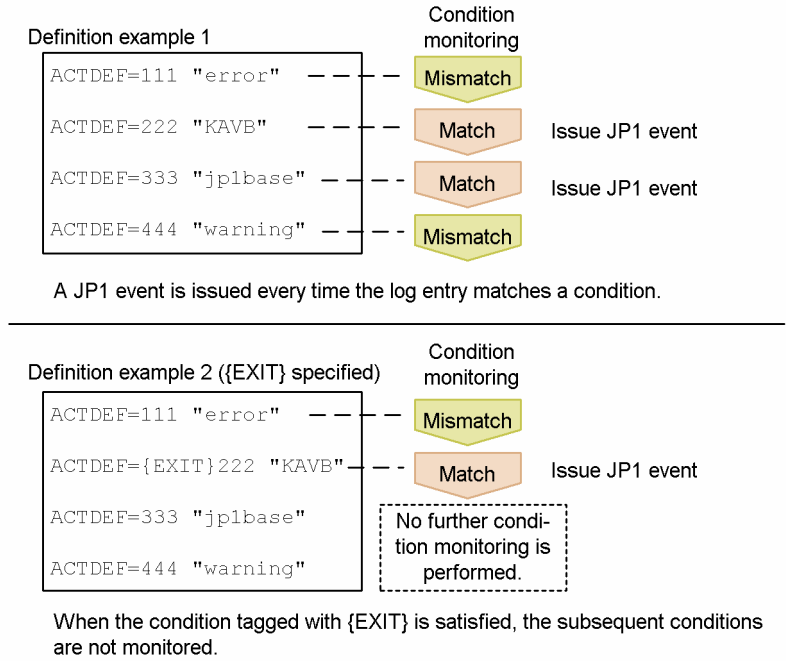 Condition
monitoring
Definition example 1
ACTDEF=111 "error"
Mismatch
ACTDEF=222 "KAVB"
Match
Issue JP1 event
ACTDEF=333 "jp1base"
Match
Issue JP1 event
ACTDEF=444 "warning"
Mismatch
A JP1 event is issued every time the log entry matches a condition.
Condition
monitoring
Definition example 2 ({EXIT} specified)
ACTDEF=111 "error"
Mismatch
ACTDEF={EXIT}222 "KAVB"
Match
Issue JP1 event
ACTDEF=333 "jp1base"
ACTDEF=444 "warning"
No further condi-
tion monitoring is
performed.
When the condition tagged with {EXIT} is satisfied, the subsequent conditions
are not monitored.